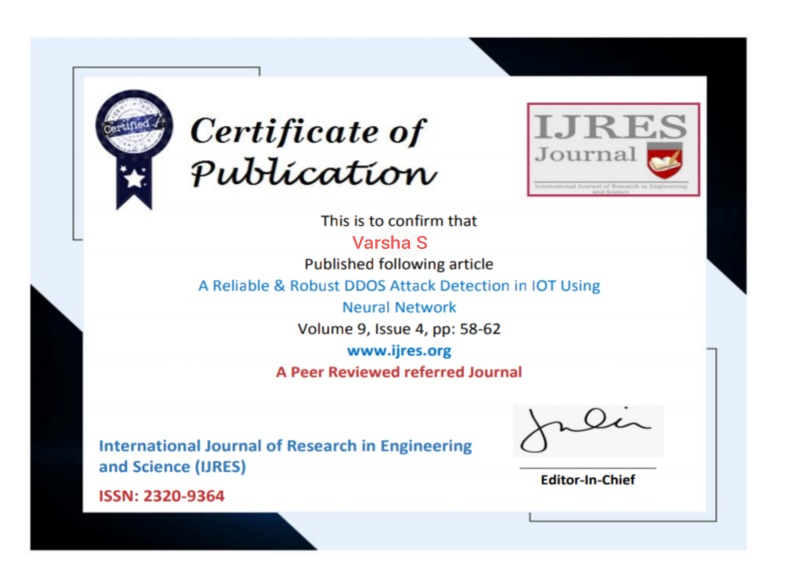 Certified
Certificate of
Publication
IJRES
Journal
International Journal of Research in Engineering
and Science
This is to confirm that
Varsha S
Published following article
A Reliable & Robust DDOS Attack Detection in IOT Using
Neural Network
Volume 9, Issue 4, pp: 58-62
www.ijres.org
A Peer Reviewed referred Journal
International Journal of Research in Engineering
and Science (IJRES)
ISSN: 2320-9364
Editor-In-Chief